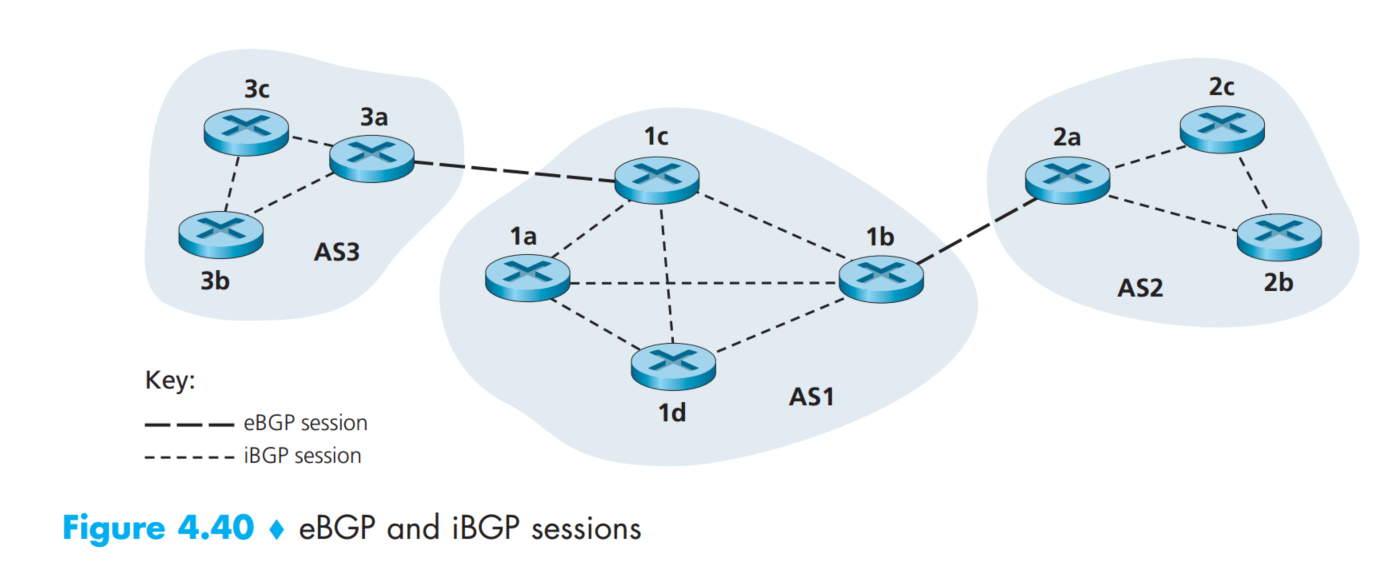 3c
3a
3b
AS3
1c
1a
1b
1d
AS1
2c
2a
2b
AS2
Key:
eBGP session
iBGP session
Figure 4.40 ♦ eBGP and iBGP sessions